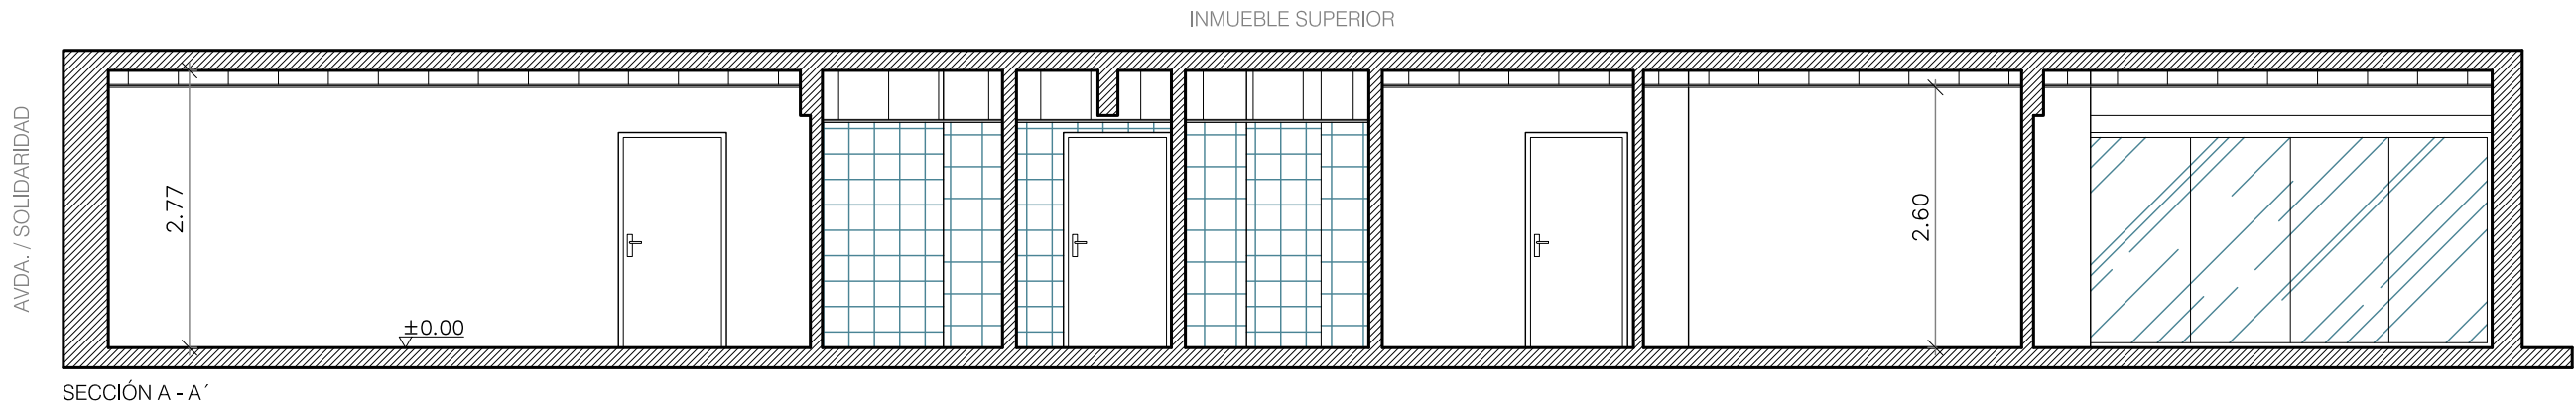 INMUEBLE SUPERIOR
AVDA. / SOLIDARIDAD
2.77
±0.00
2.60
SECCIÓN A - A´